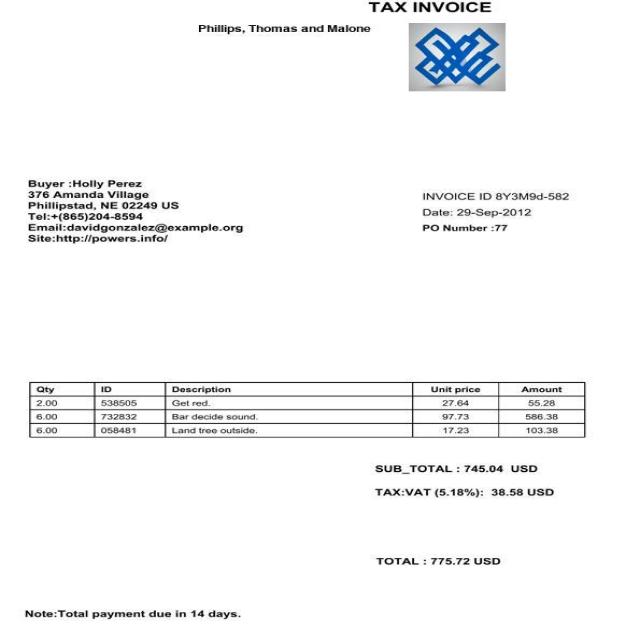 TAX INVOICE
Phillips, Thomas and Malone
Buyer :Holly Perez
376 Amanda Village
Phillipstad, NE 02249 US
Tel:+(865)204-8594
Email:davidgonzalez@example.org
Site:http://powers.info/
INVOICE ID 8Y3M9d-582
Date: 29-Sep-2012
PO Number :77
Qty ID Description Unit price Amount
2.00 538505 Get red. 27.64 55.28
6.00 732832 Bar decide sound. 97.73 586.38
6.00 058481 Land tree outside. 17.23 103.38
SUB_TOTAL : 745.04 USD
TAX:VAT (5.18%): 38.58 USD
TOTAL : 775.72 USD
Note:Total payment due in 14 days.